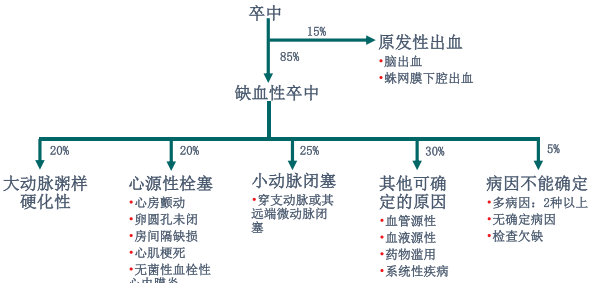 卒中
15%
原发性出血
•脑出血
•蛛网膜下腔出血
85%
缺血性卒中
20%
20%
25%
30%
5%
大动脉粥样
硬化性
心源性栓塞
•心房颤动
•卵圆孔未闭
•房间隔缺损
•心肌梗死
•无菌性血栓性
心内膜炎
小动脉闭塞
•穿支动脉或其
远端微动脉闭
塞
其他可确
定的原因
•血管源性
•血液源性
•药物滥用
•系统性疾病
病因不能确定
•多病因：2种以上
•无确定病因
•检查欠缺